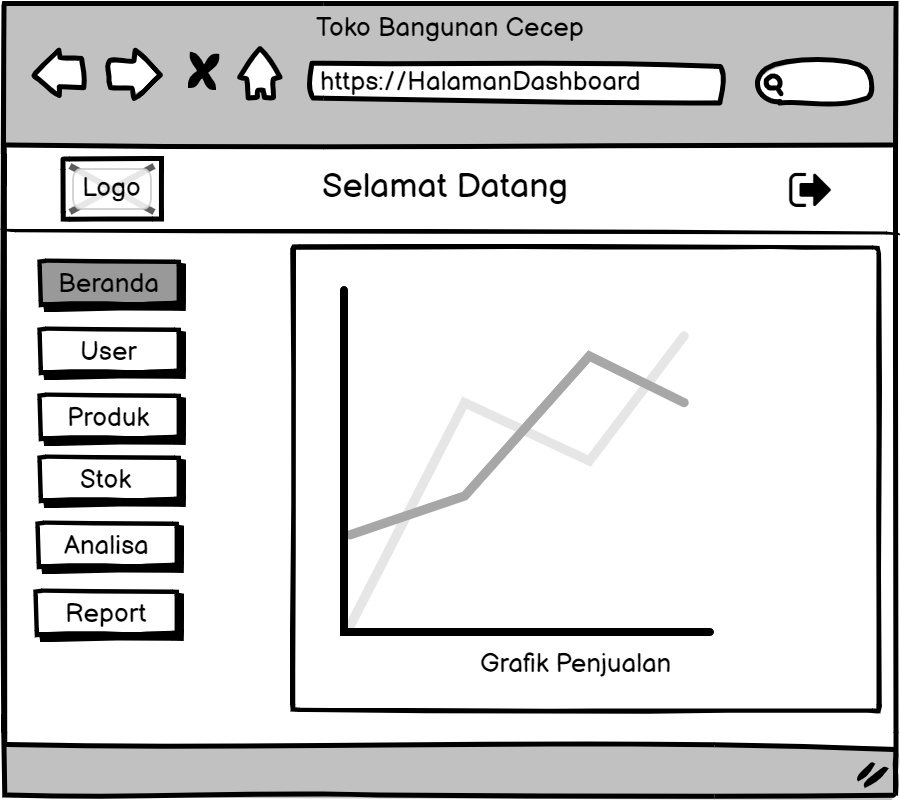 Toko Bangunan Cecep
https://HalamanDashboard
Logo
Selamat Datang
Beranda
User
Produk
Stok
Analisa
Report
Grafik Penjualan